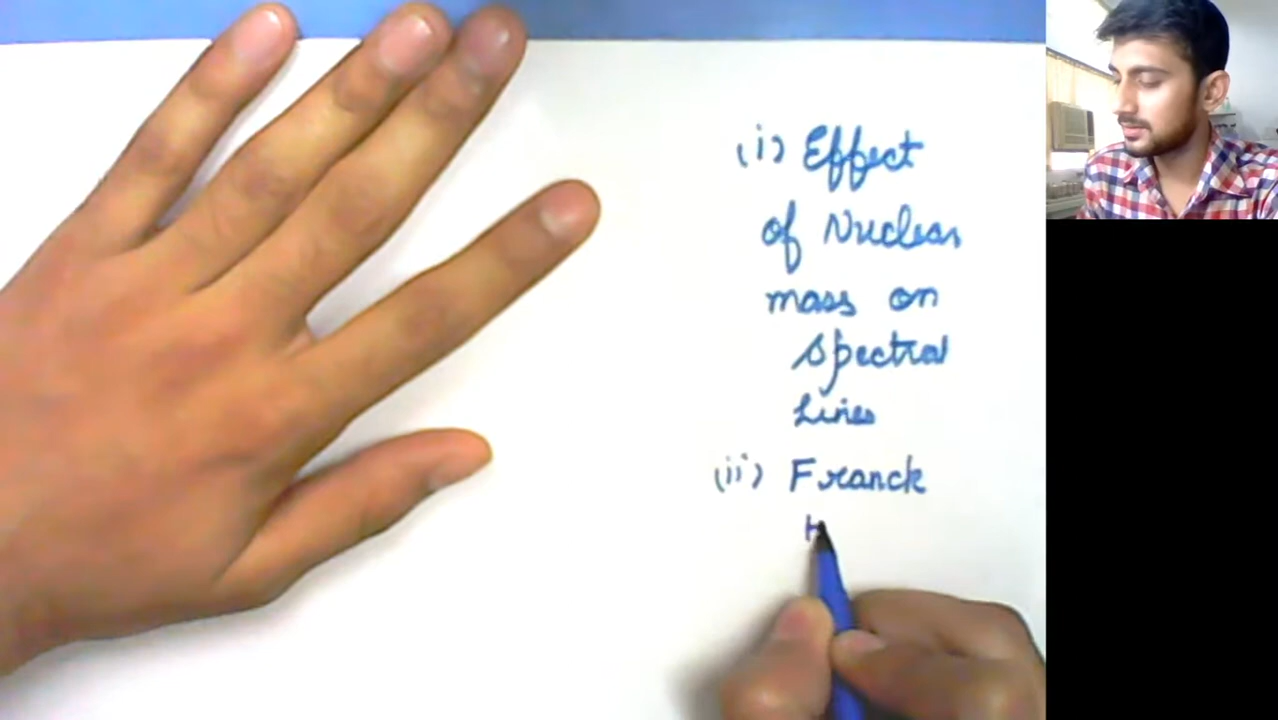 (i) Effect
of Nuclear
mass on
spectral
Lines
(ii) Franck
H